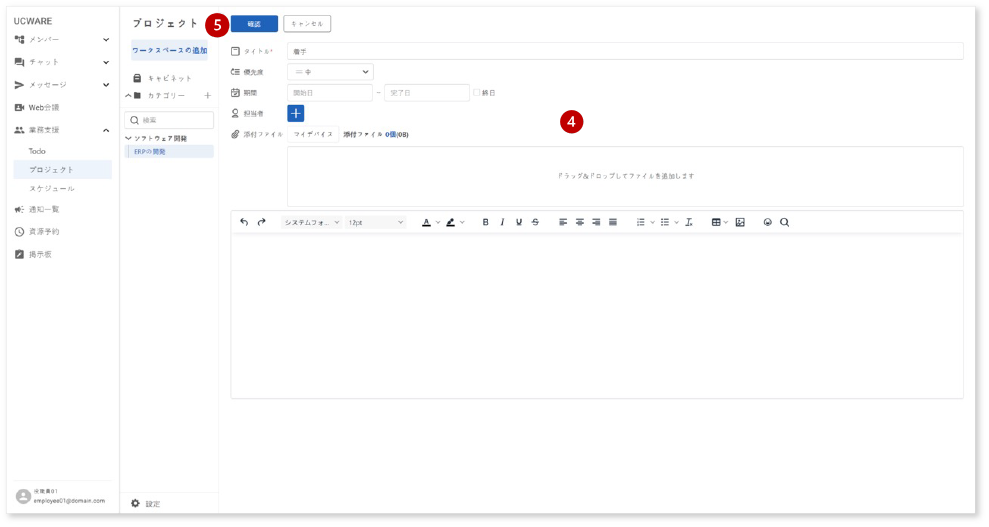 UCWARE
メンバー
チャット
メッセージ
Web会議
業務支援
Todo
プロジェクト
スケジュール
通知一覧
資源予約
掲示板
employee01@domain.com
プロジェクト
ワークスペースの追加
キャビネット
カテゴリー
検索
ソフトウェア開発
ERPの開発
設定
5
確認
キャンセル
タイトル*
着手
優先度
中
期間
開始日
~
完了日
終日
担当者
4
添付ファイル
マイデバイス
添付ファイル 0個(0B)
ドラッグ&ドロップしてファイルを追加します
システムフォ...
12pt